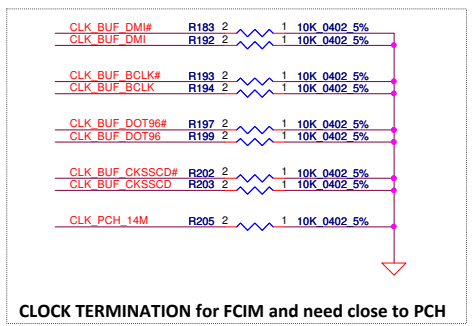 CLK_BUF_DMI# R183 2 1 10K_0402_5%
CLK_BUF_DMI R192 2 1 10K_0402_5%
CLK_BUF_BCLK# R193 2 1 10K_0402_5%
CLK_BUF_BCLK R194 2 1 10K_0402_5%
CLK_BUF_DOT96# R197 2 1 10K_0402_5%
CLK_BUF_DOT96 R199 2 1 10K_0402_5%
CLK_BUF_CKSSCD# R202 2 1 10K_0402_5%
CLK_BUF_CKSSCD R203 2 1 10K_0402_5%
CLK_PCH_14M R205 2 1 10K_0402_5%
CLOCK TERMINATION for FCIM and need close to PCH